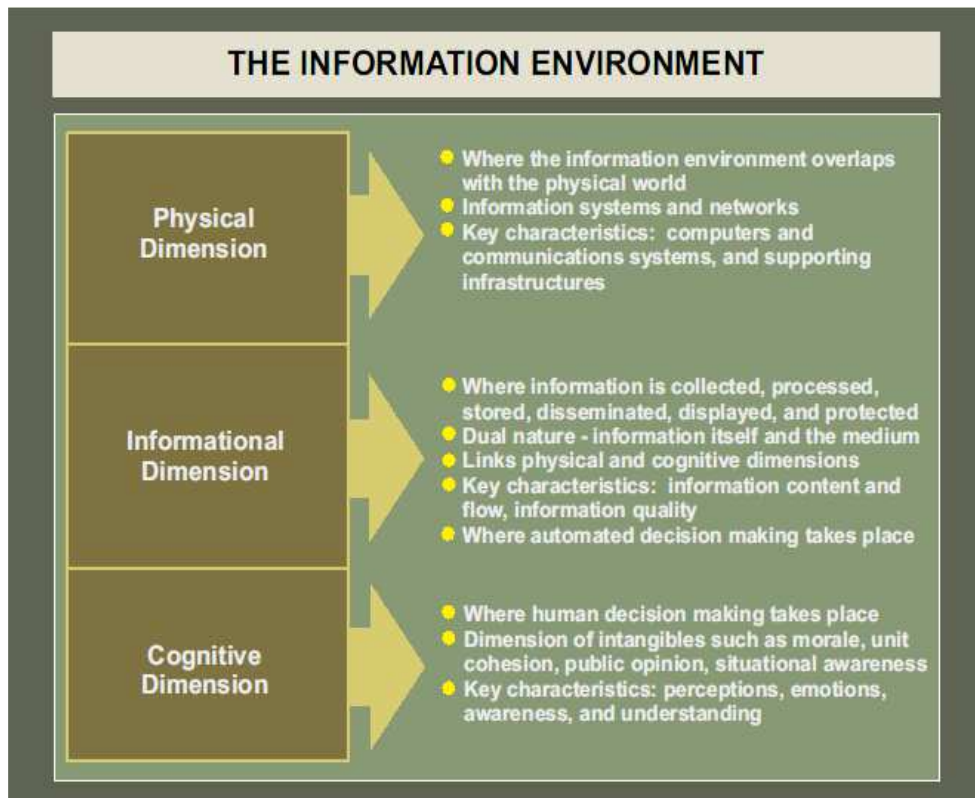 THE INFORMATION ENVIRONMENT
Physical
Dimension
Where the information environment overlaps
with the physical world
Information systems and networks
Key characteristics: computers and
communications systems, and supporting
infrastructures
Informational
Dimension
Where information is collected, processed,
stored, disseminated, displayed, and protected
Dual nature - information itself and the medium
Links physical and cognitive dimensions
Key characteristics: information content and
flow, information quality
Where automated decision making takes place
Cognitive
Dimension
Where human decision making takes place
Dimension of intangibles such as morale, unit
cohesion, public opinion, situational awareness
Key characteristics: perceptions, emotions,
awareness, and understanding